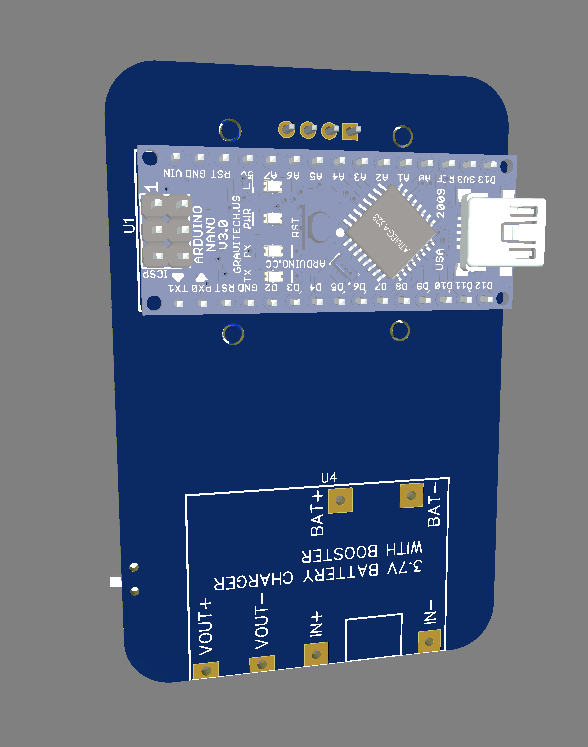 U1
VIN GND RST 5V A7 A6 A5 A4 A3 A2 A1 A0 REF 3V3 D13
1
ARDUINO
NANO
V3.0
GRAVITECH.US
L
PWR
RX
TX
RST
ARDUINO.CC
ATMEGA328
2009
USA
ICSP
TX1 RX0 RST GND D2 D3 D4 D5 D6 D7 D8 D9 D10 D11 D12
U4
BAT+
BAT-
3.7V BATTERY CHARGER
WITH BOOSTER
VOUT+
VOUT-
IN+
IN-